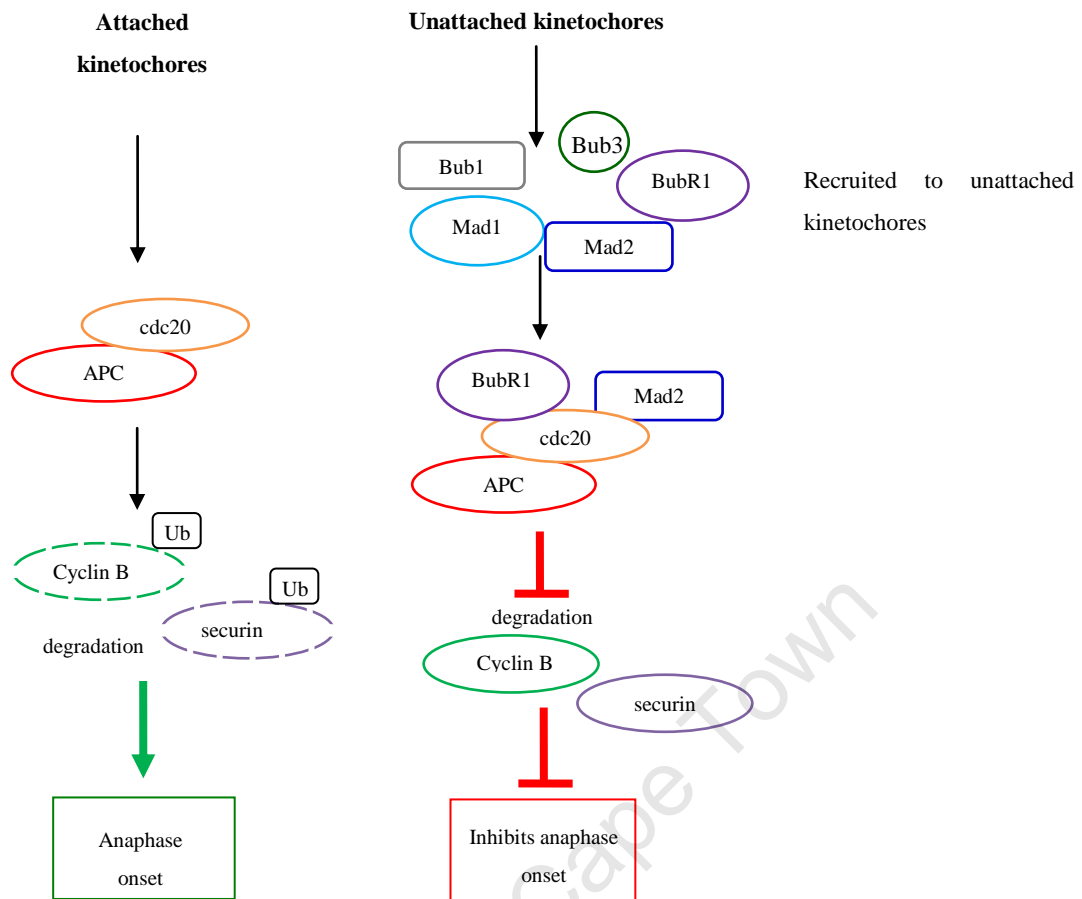 Attached
kinetochores
cdc20
APC
Ub
Cyclin B
Ub
securin
degradation
Anaphase
onset
Unattached kinetochores
Bub3
Bub1
BubR1
Mad1
Mad2
Recruited to unattached
kinetochores
BubR1
Mad2
cdc20
APC
degradation
Cyclin B
securin
Inhibits anaphase
onset
Cape Town